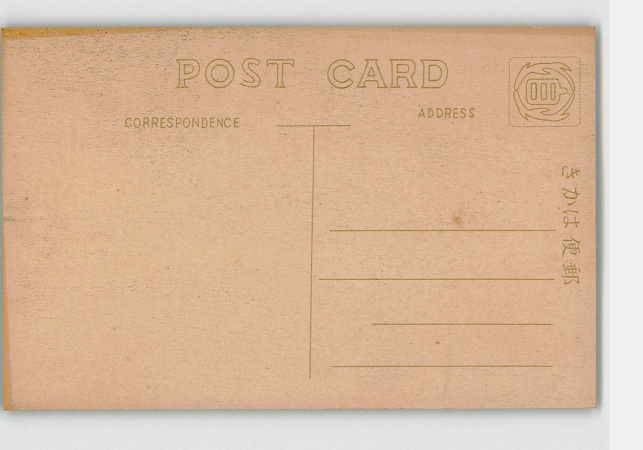 POST CARD
CORRESPONDENCE
ADDRESS
きかは便郵